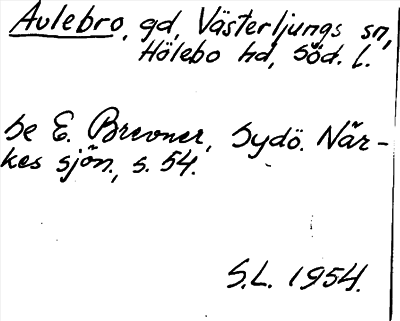 Aulebro, gd, Västerljungs sn,
Hölebo hd, Söd. l.
Se E. Brevner, Sydö. När-
kes sjön., s. 54.
S.L. 1954.